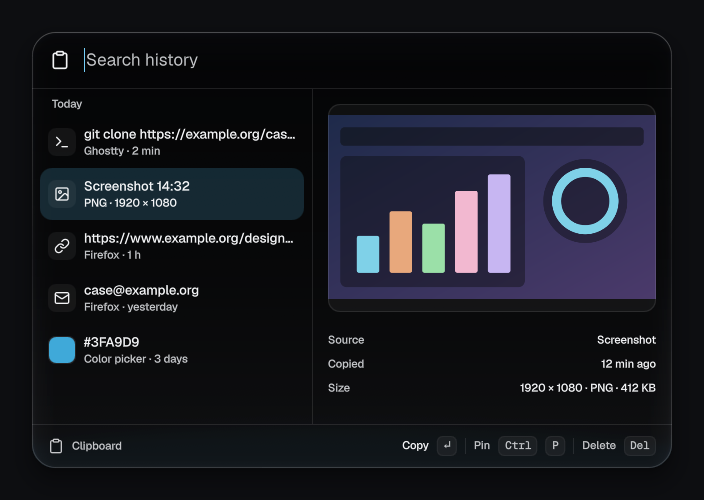 Search history
Today
git clone https://example.org/cas...
Ghostty · 2 min
Screenshot 14:32
PNG · 1920 × 1080
https://www.example.org/design...
Firefox · 1 h
case@example.org
Firefox · yesterday
#3FA9D9
Color picker · 3 days
Source Screenshot
Copied 12 min ago
Size 1920 × 1080 · PNG · 412 KB
Clipboard
Copy ↵ Pin Ctrl P Delete Del